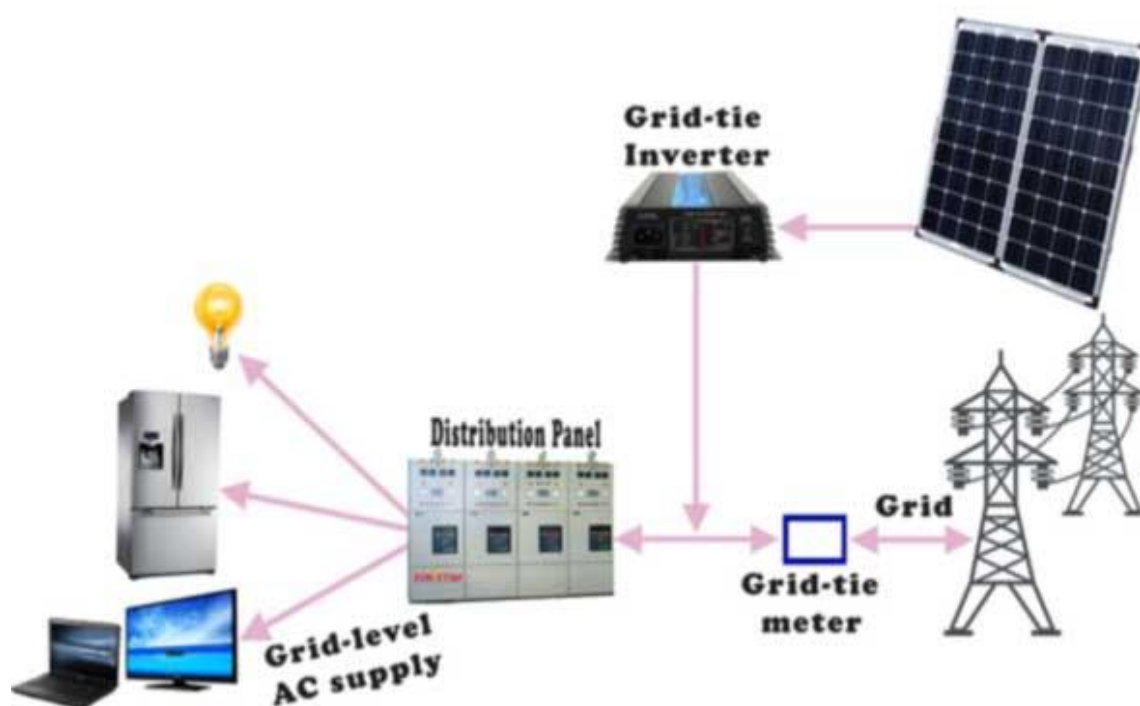 Grid-tie
Inverter
Distribution Panel
Grid
Grid-tie
meter
Grid-level
AC supply